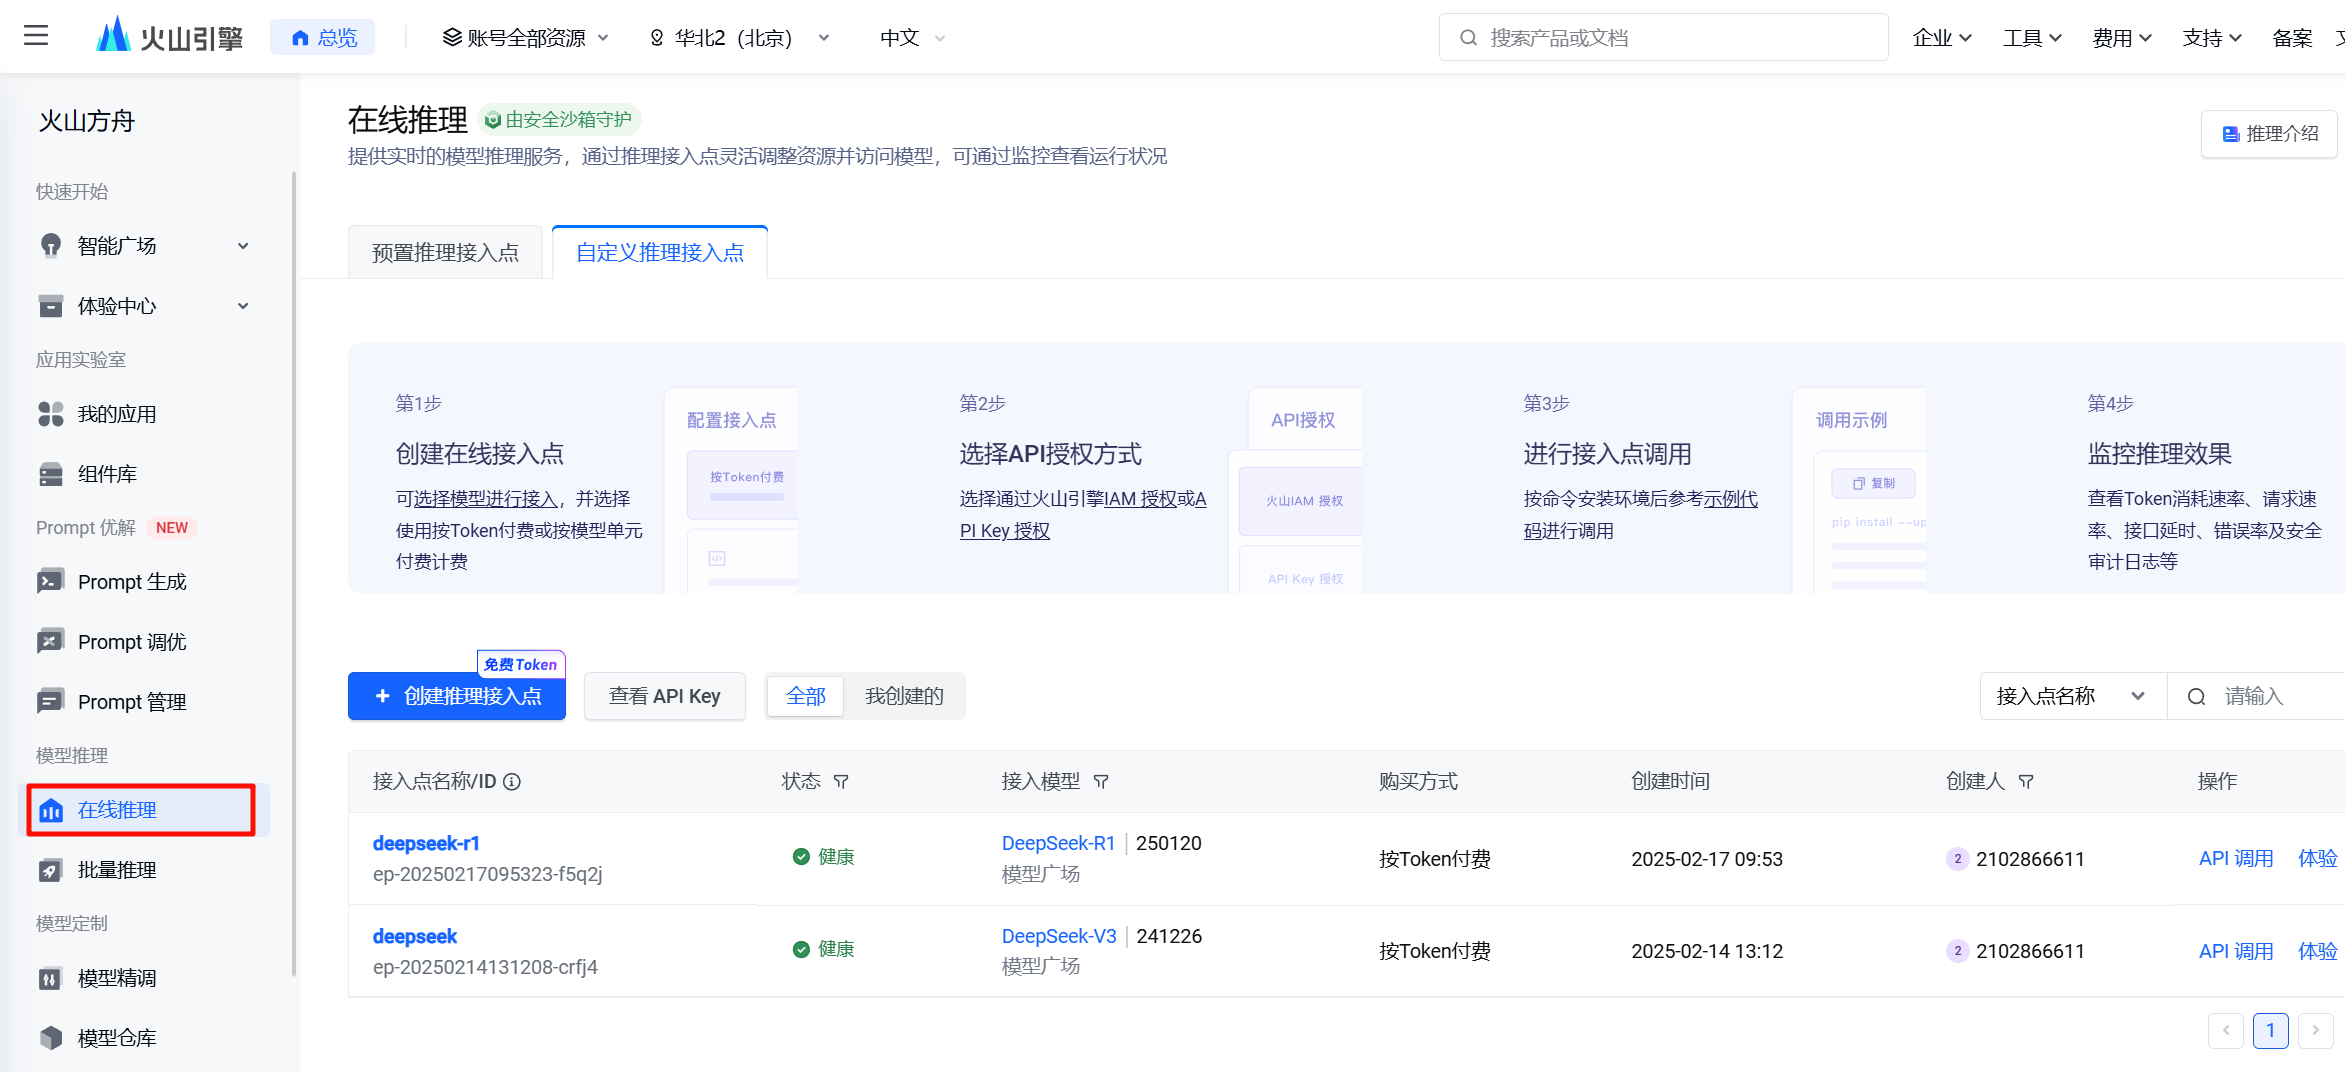 火山引擎
总览
账号全部资源
华北2（北京）
中文
搜索产品或文档
企业
工具
费用
支持
备案
火山方舟
快速开始
智能广场
体验中心
应用实验室
我的应用
组件库
Prompt 优解 NEW
Prompt 生成
Prompt 调优
Prompt 管理
模型推理
在线推理
批量推理
模型定制
模型精调
模型仓库
在线推理 由安全沙箱守护
提供实时的模型推理服务，通过推理接入点灵活调整资源并访问模型，可通过监控查看运行状况
推理介绍
预置推理接入点
自定义推理接入点
第1步
创建在线接入点
可选择模型进行接入，并选择
使用按Token付费或按模型单元
付费计费
配置接入点
按Token付费
第2步
选择API授权方式
选择通过火山引擎IAM 授权或A
PI Key 授权
API授权
火山IAM 授权
API Key 授权
第3步
进行接入点调用
按命令安装环境后参考示例代
码进行调用
调用示例
复制
pip install --up
第4步
监控推理效果
查看Token消耗速率、请求速
率、接口延时、错误率及安全
审计日志等
免费Token
+ 创建推理接入点
查看 API Key
全部
我创建的
接入点名称
请输入
接入点名称/ID 状态 接入模型 购买方式 创建时间 创建人 操作
deepseek-r1
ep-20250217095323-f5q2j
健康
DeepSeek-R1 250120
模型广场
按Token付费
2025-02-17 09:53
2 2102866611
API 调用 体验
deepseek
ep-20250214131208-crfj4
健康
DeepSeek-V3 241226
模型广场
按Token付费
2025-02-14 13:12
2 2102866611
API 调用 体验
1